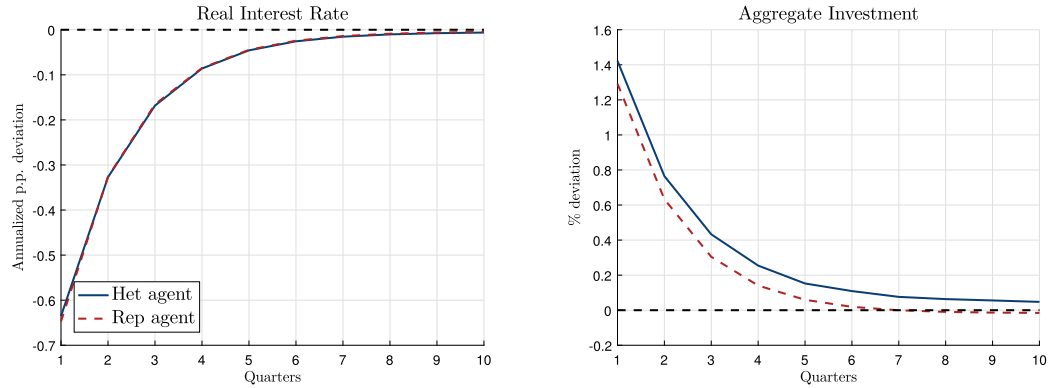 Real Interest Rate
Annualized p.p. deviation
0
-0.1
-0.2
-0.3
-0.4
-0.5
-0.6
-0.7
Het agent
Rep agent
1 2 3 4 5 6 7 8 9 10
Quarters
Aggregate Investment
% deviation
1.6
1.4
1.2
1
0.8
0.6
0.4
0.2
0
-0.2
1 2 3 4 5 6 7 8 9 10
Quarters